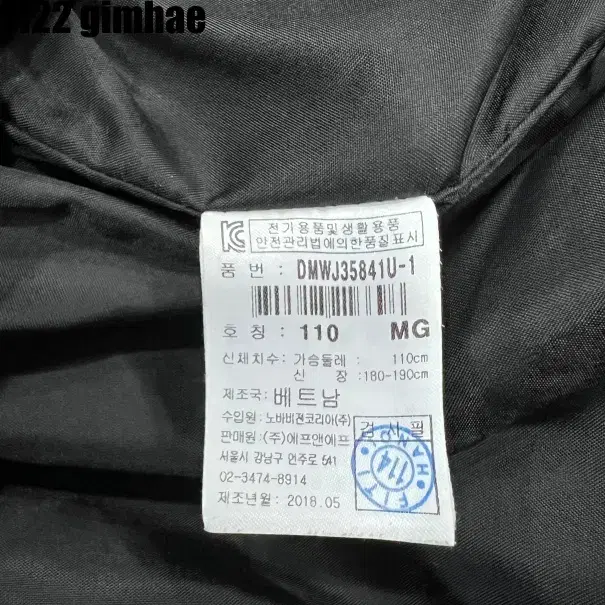 pi22 gimhae
전기용품및생활용품
안전관리법에의한품질표시
품 번 : DMWJ35841U-1
호 칭 : 110 MG
신체치수 : 가슴둘레 : 110cm
신 장 : 180-190cm
제조국: 베트남
수입원: 노바비젼코리아(주)
판매원: (주)에프앤에프
서울시 강남구 언주로 541
02-3474-8914
제조년월 : 2018.05
검사필
FITI
114
HANOI